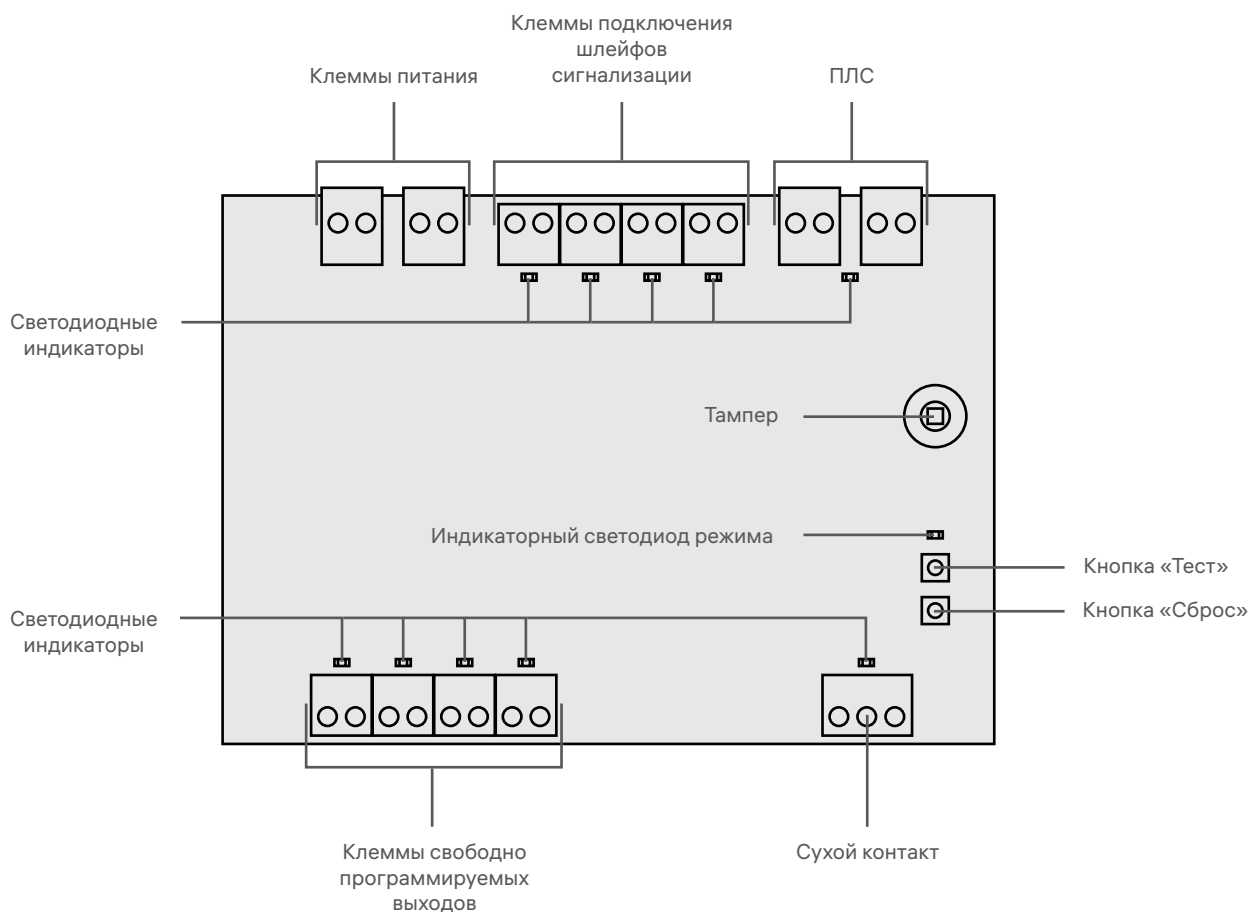 Клеммы подключения
шлейфов
сигнализации
Клеммы питания
ПЛС
Светодиодные
индикаторы
Тампер
Индикаторный светодиод режима
Кнопка «Тест»
Кнопка «Сброс»
Светодиодные
индикаторы
Клеммы свободно
программируемых
выходов
Сухой контакт